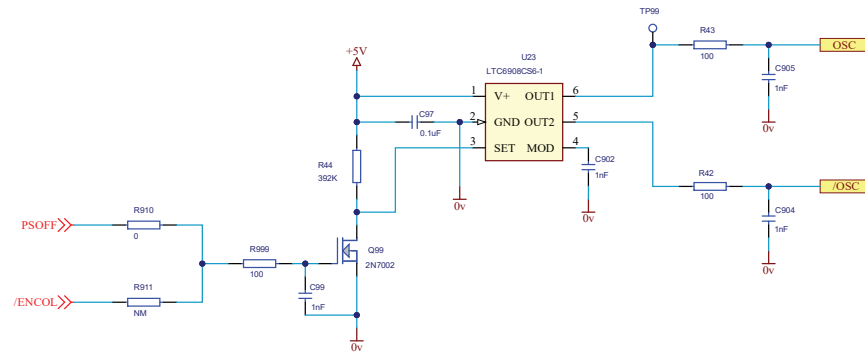 TP99
R43
100
OSC
C905
1nF
0v
+5V
U23
LTC6908CS6-1
1 V+ OUT1 6
2 GND OUT2 5
3 SET MOD 4
C97
0.1uF
0v
C902
1nF
0v
R42
100
/OSC
C904
1nF
0v
R44
392K
PSOFF
R910
0
R999
100
Q99
2N7002
/ENCOL
R911
NM
C99
1nF
0v